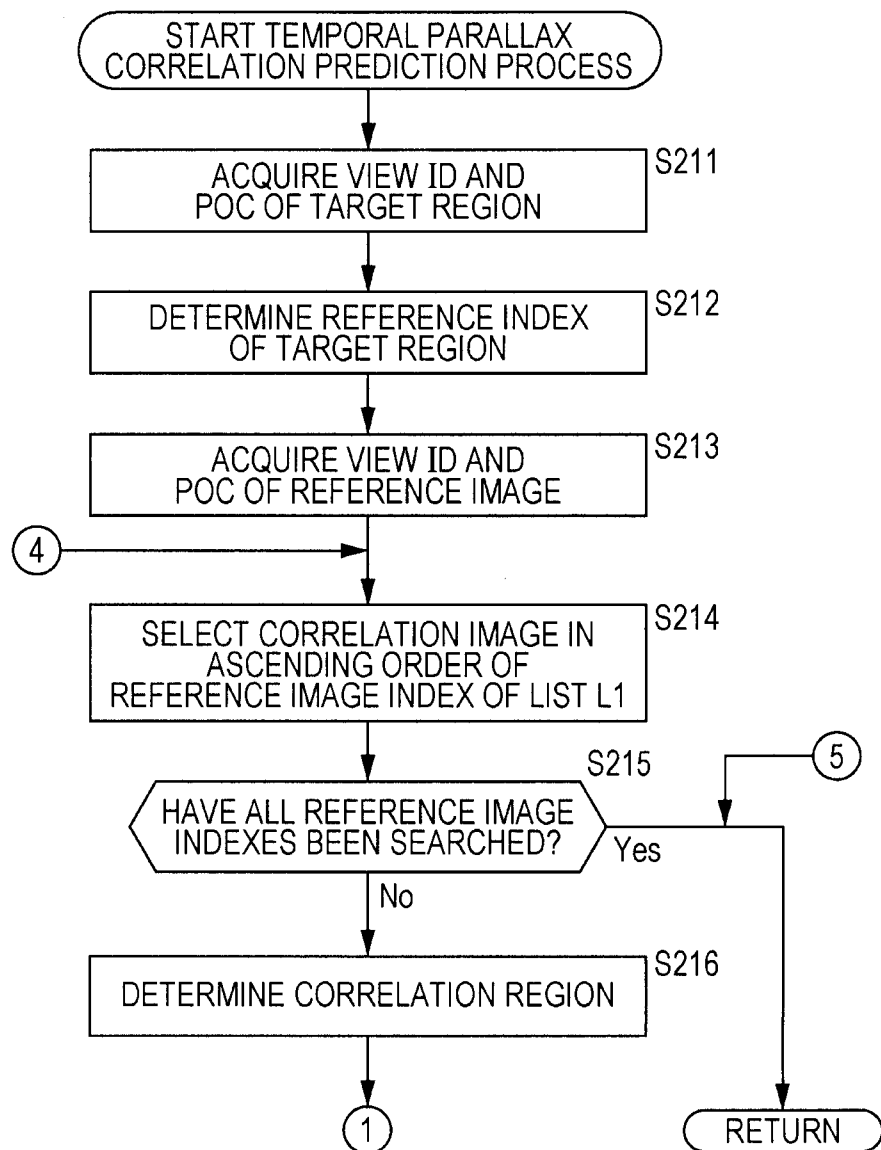 START TEMPORAL PARALLAX
CORRELATION PREDICTION PROCESS
S211
ACQUIRE VIEW ID AND
POC OF TARGET REGION
S212
DETERMINE REFERENCE INDEX
OF TARGET REGION
S213
ACQUIRE VIEW ID AND
POC OF REFERENCE IMAGE
4
S214
SELECT CORRELATION IMAGE IN
ASCENDING ORDER OF
REFERENCE IMAGE INDEX OF LIST L1
S215
5
HAVE ALL REFERENCE IMAGE
INDEXES BEEN SEARCHED?
Yes
No
S216
DETERMINE CORRELATION REGION
1
RETURN